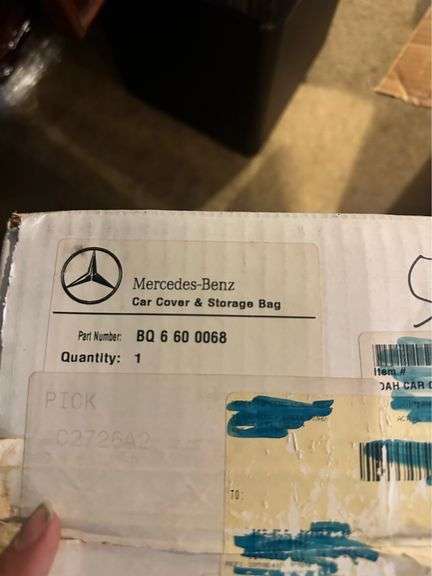 Mercedes-Benz
Car Cover & Storage Bag
Part Number: BQ 6 60 0068
Quantity: 1
Item #
PICK
C2726A2
TO: